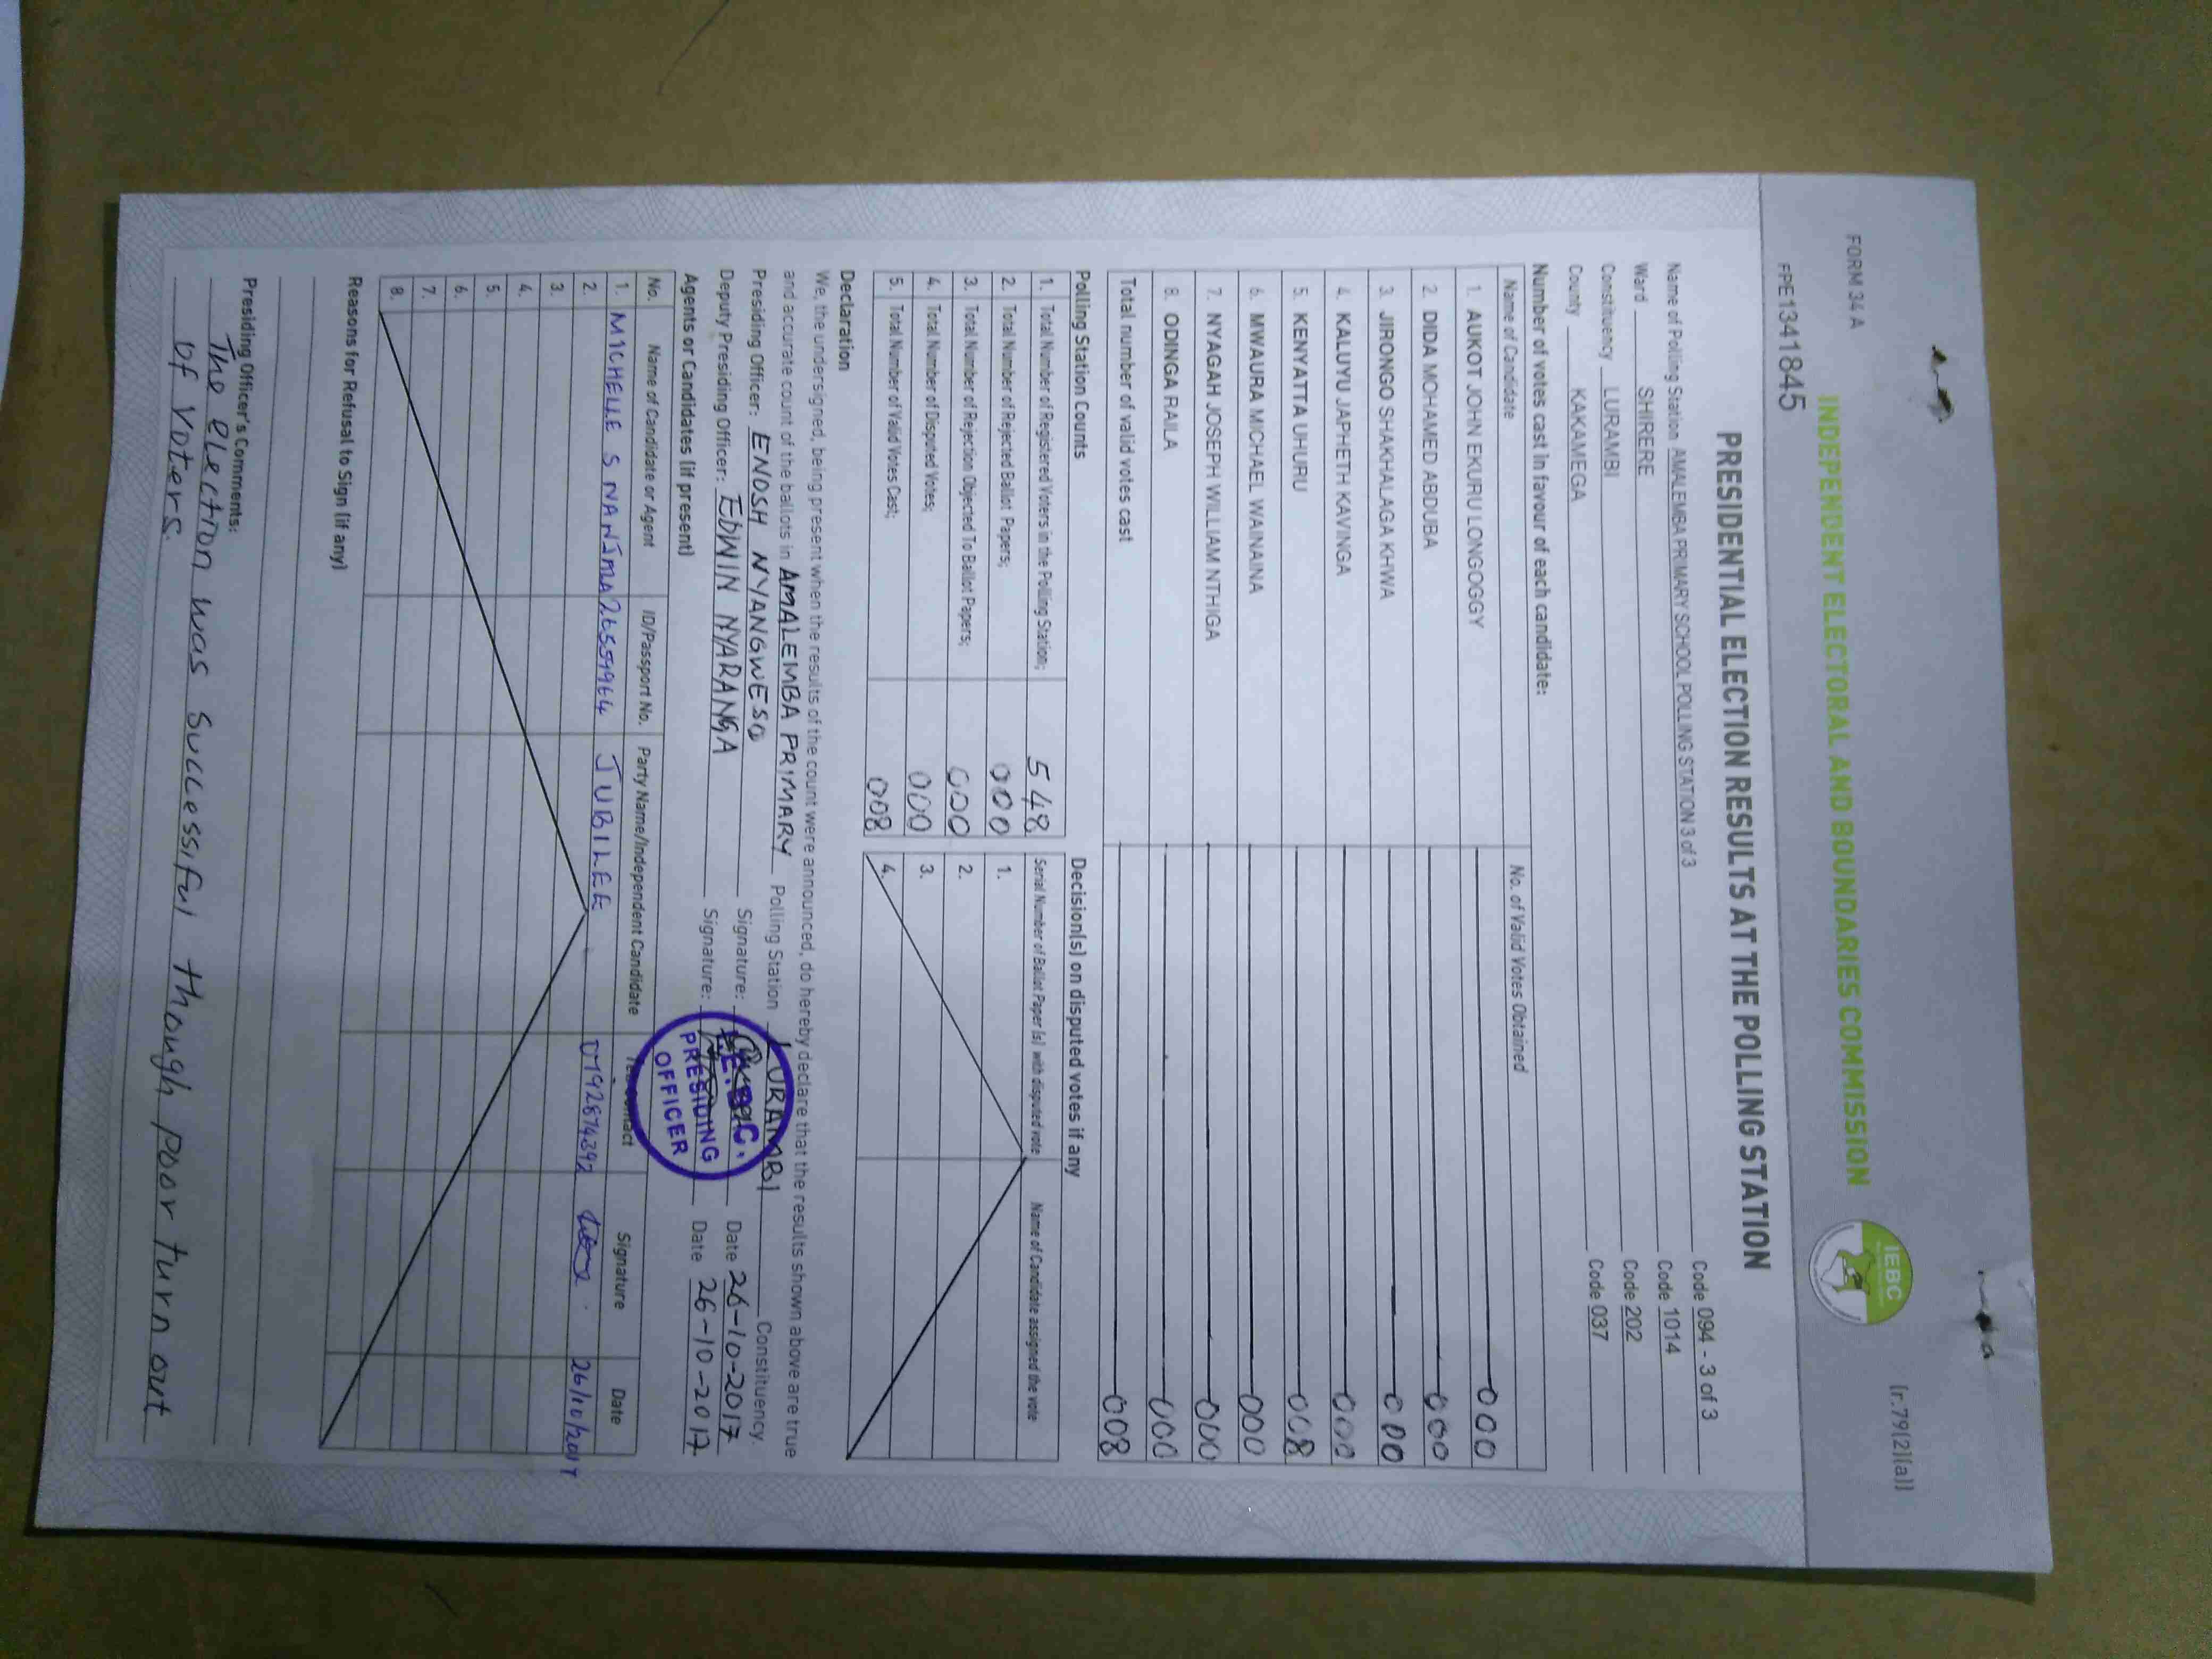 FORM 34 A
[r.79(2)(a)]
INDEPENDENT ELECTORAL AND BOUNDARIES COMMISSION
IEBC
FPE1341845
PRESIDENTIAL ELECTION RESULTS AT THE POLLING STATION
Name of Polling Station AMALEMBA PRIMARY SCHOOL POLLING STATION 3 of 3 Code 094 - 3 of 3
Ward SHIRERE Code 1014
Constituency LURAMBI Code 202
County KAKAMEGA Code 037
Number of votes cast in favour of each candidate:
Name of Candidate No. of Valid Votes Obtained
1. AUKOT JOHN EKURU LONGOGGY 000
2. DIDA MOHAMED ABDUBA 000
3. JIRONGO SHAKHALAGA KHWA 000
4. KALUYU JAPHETH KAVINGA 000
5. KENYATTA UHURU 008
6. MWAURA MICHAEL WAINAINA 000
7. NYAGAH JOSEPH WILLIAM NTHIGA 000
8. ODINGA RAILA 000
Total number of valid votes cast 008
Polling Station Counts
1. Total Number of Registered Voters in the Polling Station; 548
2. Total Number of Rejected Ballot Papers; 000
3. Total Number of Rejection Objected To Ballot Papers; 000
4. Total Number of Disputed Votes; 000
5. Total Number of Valid Votes Cast; 008
Decision(s) on disputed votes if any
Serial Number of Ballot Paper (s) with disputed vote Name of Candidate assigned the vote
1.
2.
3.
4.
Declaration
We, the undersigned, being present when the results of the count were announced, do hereby declare that the results shown above are true
and accurate count of the ballots in AMALEMBA PRIMARY Polling Station LURAMBI Constituency.
Presiding Officer: ENOSH NYANGWESO Signature: Date 26-10-2017
Deputy Presiding Officer: EDWIN NYARANGA Signature: Date 26-10-2017
I.E.B.C.
PRESIDING
OFFICER
Agents or Candidates (if present)
No. Name of Candidate or Agent ID/Passport No. Party Name/Independent Candidate Tel. Contact Signature Date
1. MICHELLE S NANJMA 26559964 JUBILEE 0792874392 26/10/2017
2.
3.
4.
5.
6.
7.
8.
Reasons for Refusal to Sign (if any)
Presiding Officer's Comments:
The election was successful though poor turn out
of voters.